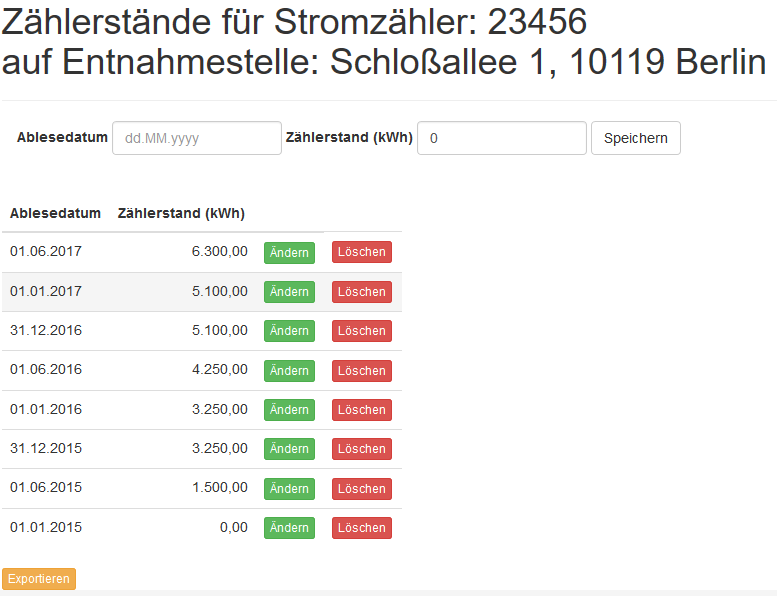 Zählerstände für Stromzähler: 23456
auf Entnahmestelle: Schloßallee 1, 10119 Berlin
Ablesedatum dd.MM.yyyy Zählerstand (kWh) 0 Speichern
Ablesedatum Zählerstand (kWh)
01.06.2017 6.300,00 Ändern Löschen
01.01.2017 5.100,00 Ändern Löschen
31.12.2016 5.100,00 Ändern Löschen
01.06.2016 4.250,00 Ändern Löschen
01.01.2016 3.250,00 Ändern Löschen
31.12.2015 3.250,00 Ändern Löschen
01.06.2015 1.500,00 Ändern Löschen
01.01.2015 0,00 Ändern Löschen
Exportieren